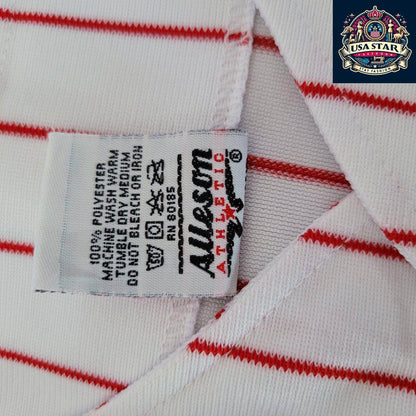 USA STAR
Alleson
ATHLETIC
®
100% POLYESTER
MACHINE WASH WARM
TUMBLE DRY MEDIUM
DO NOT BLEACH OR IRON
RN 80185